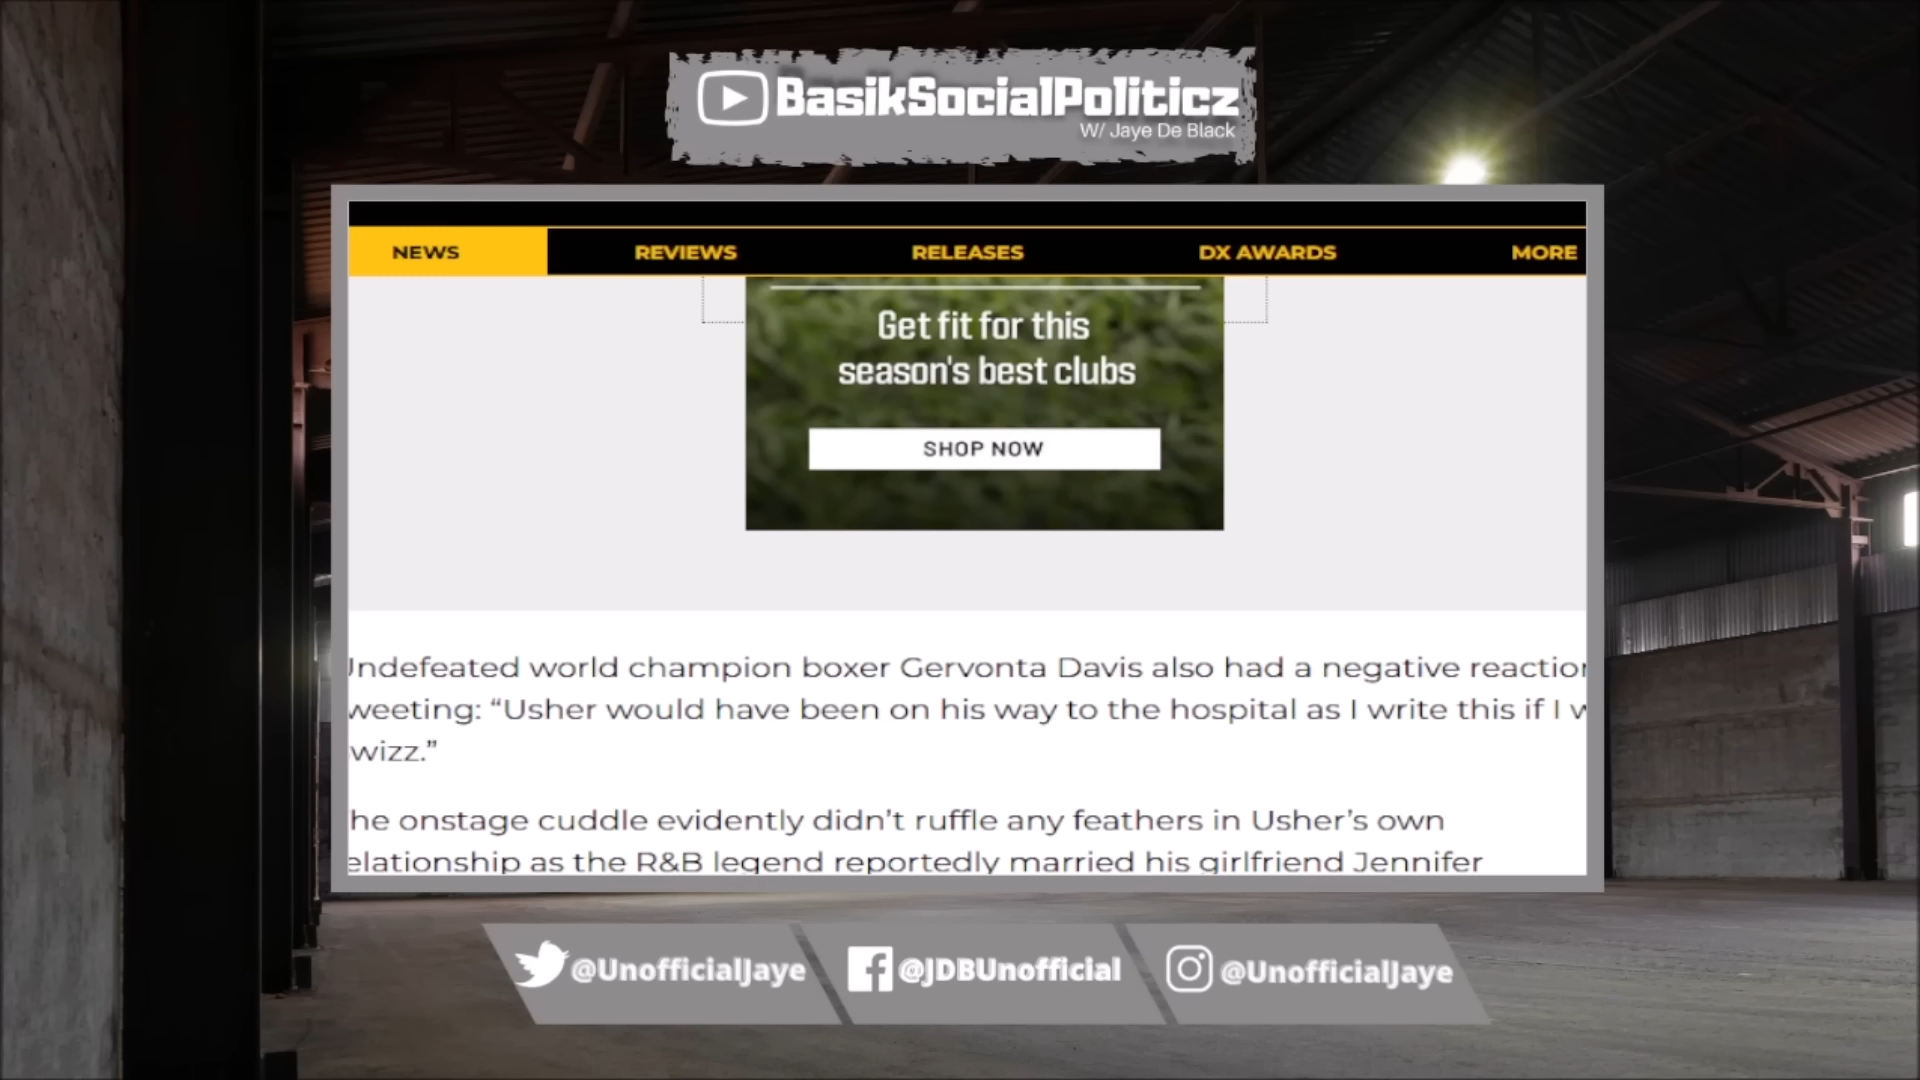 BasikSocialPoliticz
W/ Jaye De Black
NEWS REVIEWS RELEASES DX AWARDS MORE
Get fit for this
season's best clubs
SHOP NOW
Undefeated world champion boxer Gervonta Davis also had a negative reaction
weeting: “Usher would have been on his way to the hospital as I write this if I w
wizz.”
he onstage cuddle evidently didn’t ruffle any feathers in Usher’s own
elationship as the R&B legend reportedly married his girlfriend Jennifer
@UnofficialJaye @JDBUnofficial @UnofficialJaye